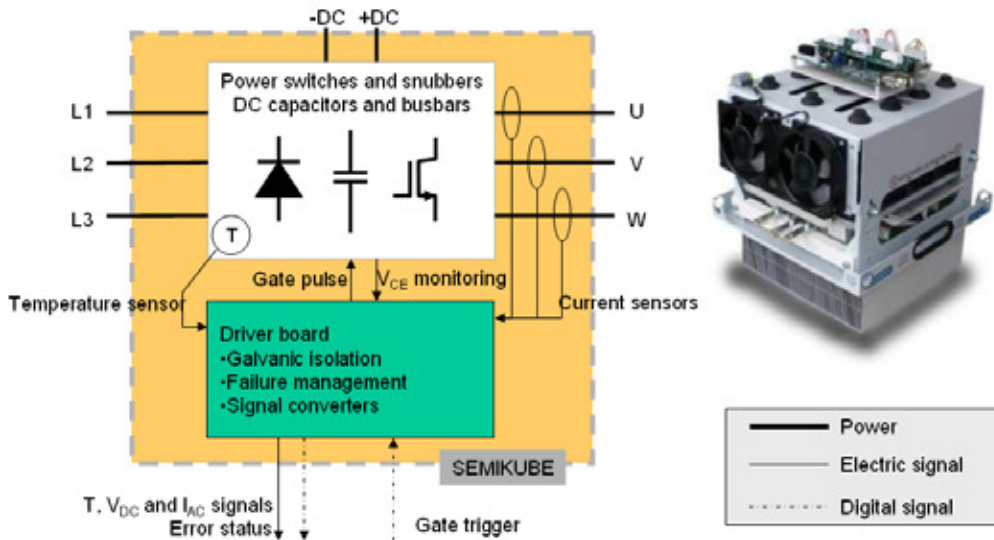 -DC +DC
Power switches and snubbers
DC capacitors and busbars
L1
U
L2
V
L3
W
T
Gate pulse
VCE monitoring
Temperature sensor
Current sensors
Driver board
•Galvanic isolation
•Failure management
•Signal converters
SEMIKUBE
T, VDC and IAC signals
Error status
Gate trigger
Power
Electric signal
Digital signal